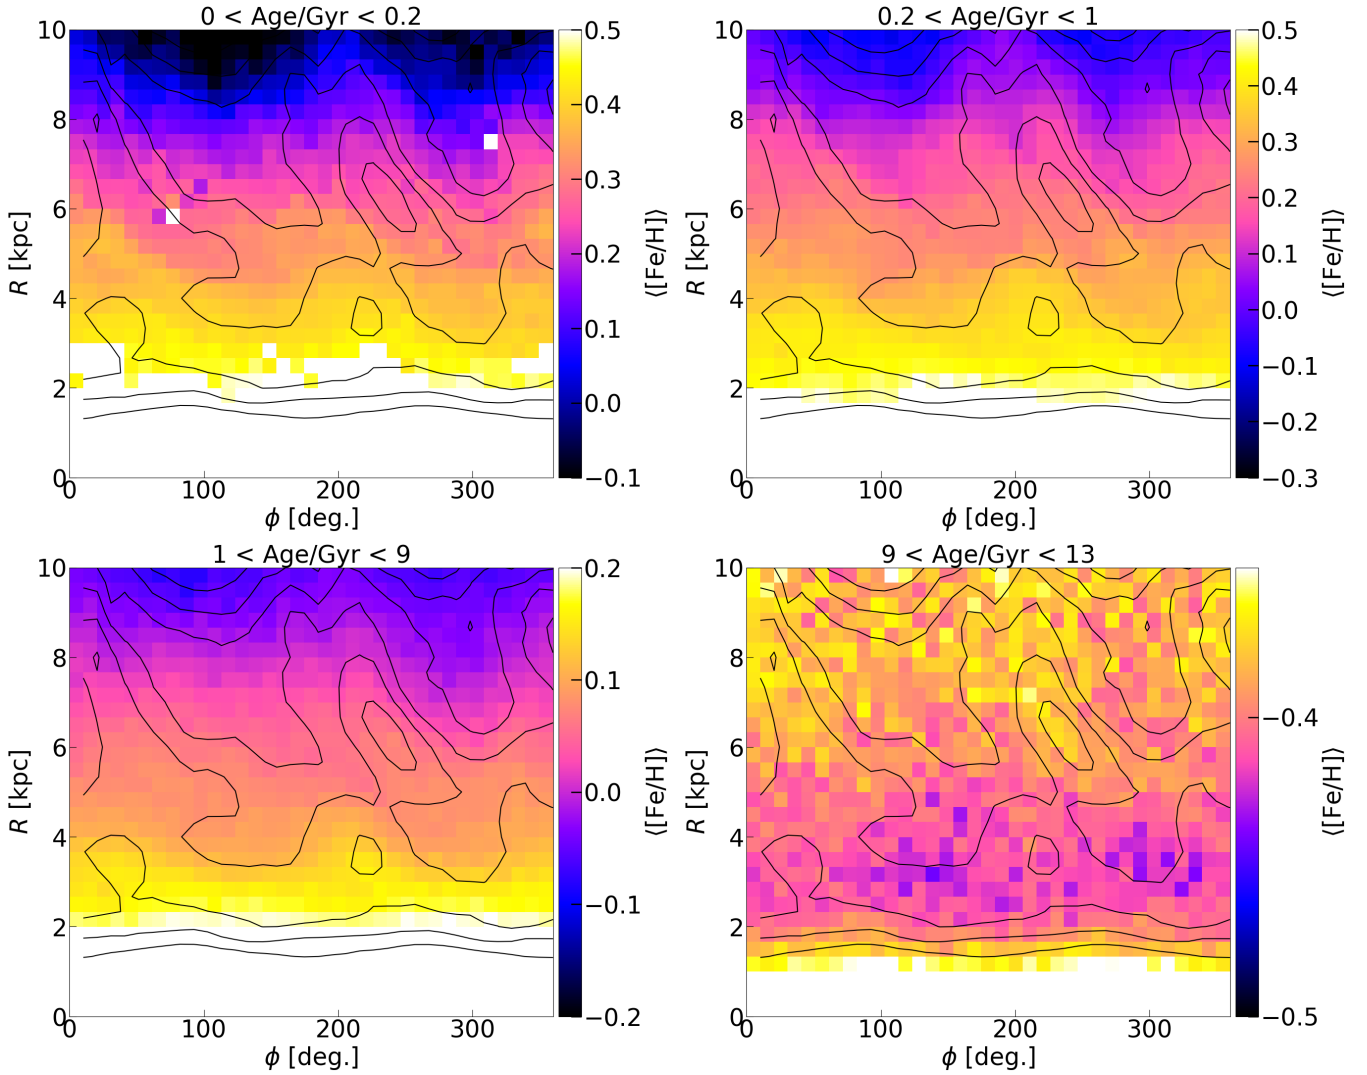 0 < Age/Gyr < 0.2
10
8
6
4
2
0
R [kpc]
0 100 200 300
ϕ [deg.]
0.5
0.4
0.3
0.2
0.1
0.0
−0.1
⟨[Fe/H]⟩
0.2 < Age/Gyr < 1
10
8
6
4
2
0
R [kpc]
0 100 200 300
ϕ [deg.]
0.5
0.4
0.3
0.2
0.1
0.0
−0.1
−0.2
−0.3
⟨[Fe/H]⟩
1 < Age/Gyr < 9
10
8
6
4
2
0
R [kpc]
0 100 200 300
ϕ [deg.]
0.2
0.1
0.0
−0.1
−0.2
⟨[Fe/H]⟩
9 < Age/Gyr < 13
10
8
6
4
2
0
R [kpc]
0 100 200 300
ϕ [deg.]
−0.4
−0.5
⟨[Fe/H]⟩